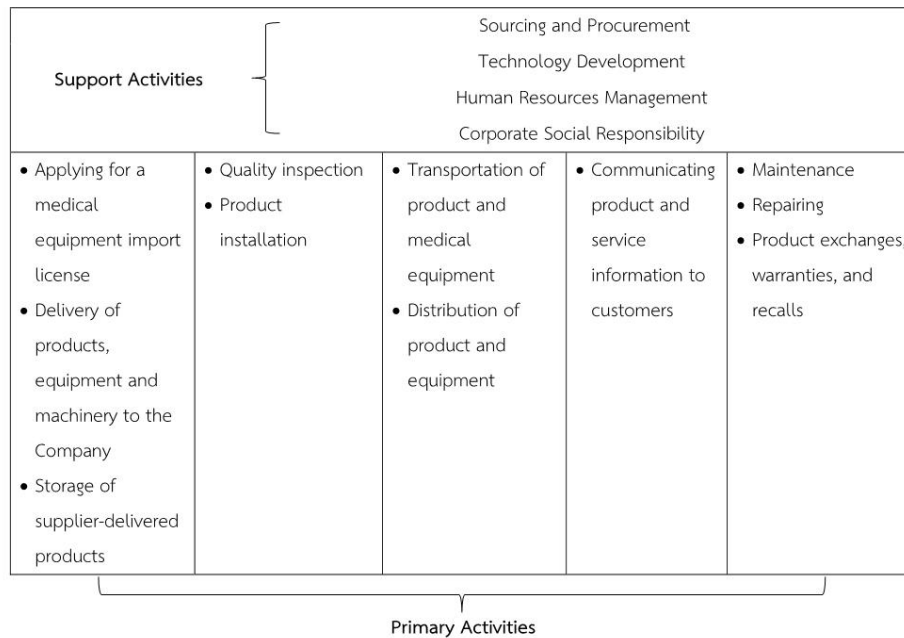 Support Activities
Sourcing and Procurement
Technology Development
Human Resources Management
Corporate Social Responsibility
• Applying for a
medical
equipment import
license
• Delivery of
products,
equipment and
machinery to the
Company
• Storage of
supplier-delivered
products
• Quality inspection
• Product
installation
• Transportation of
product and
medical
equipment
• Distribution of
product and
equipment
• Communicating
product and
service
information to
customers
• Maintenance
• Repairing
• Product exchanges,
warranties, and
recalls
Primary Activities